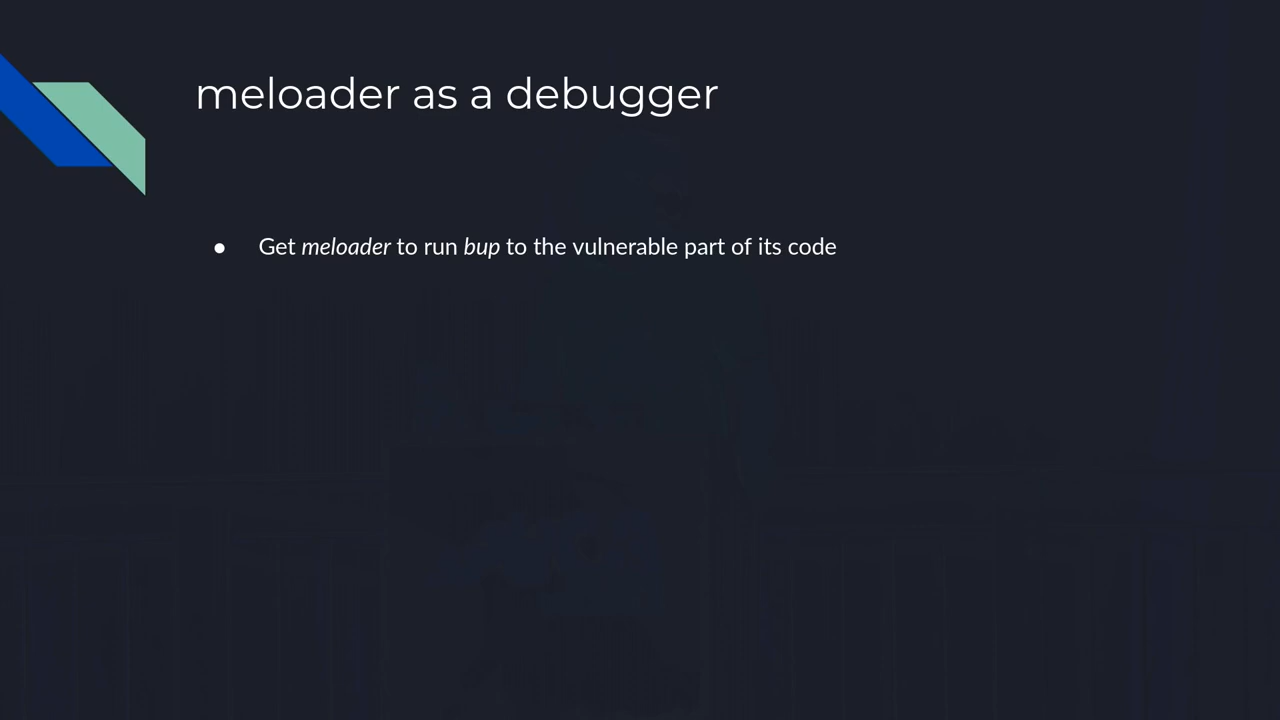 meloader as a debugger
● Get meloader to run bup to the vulnerable part of its code